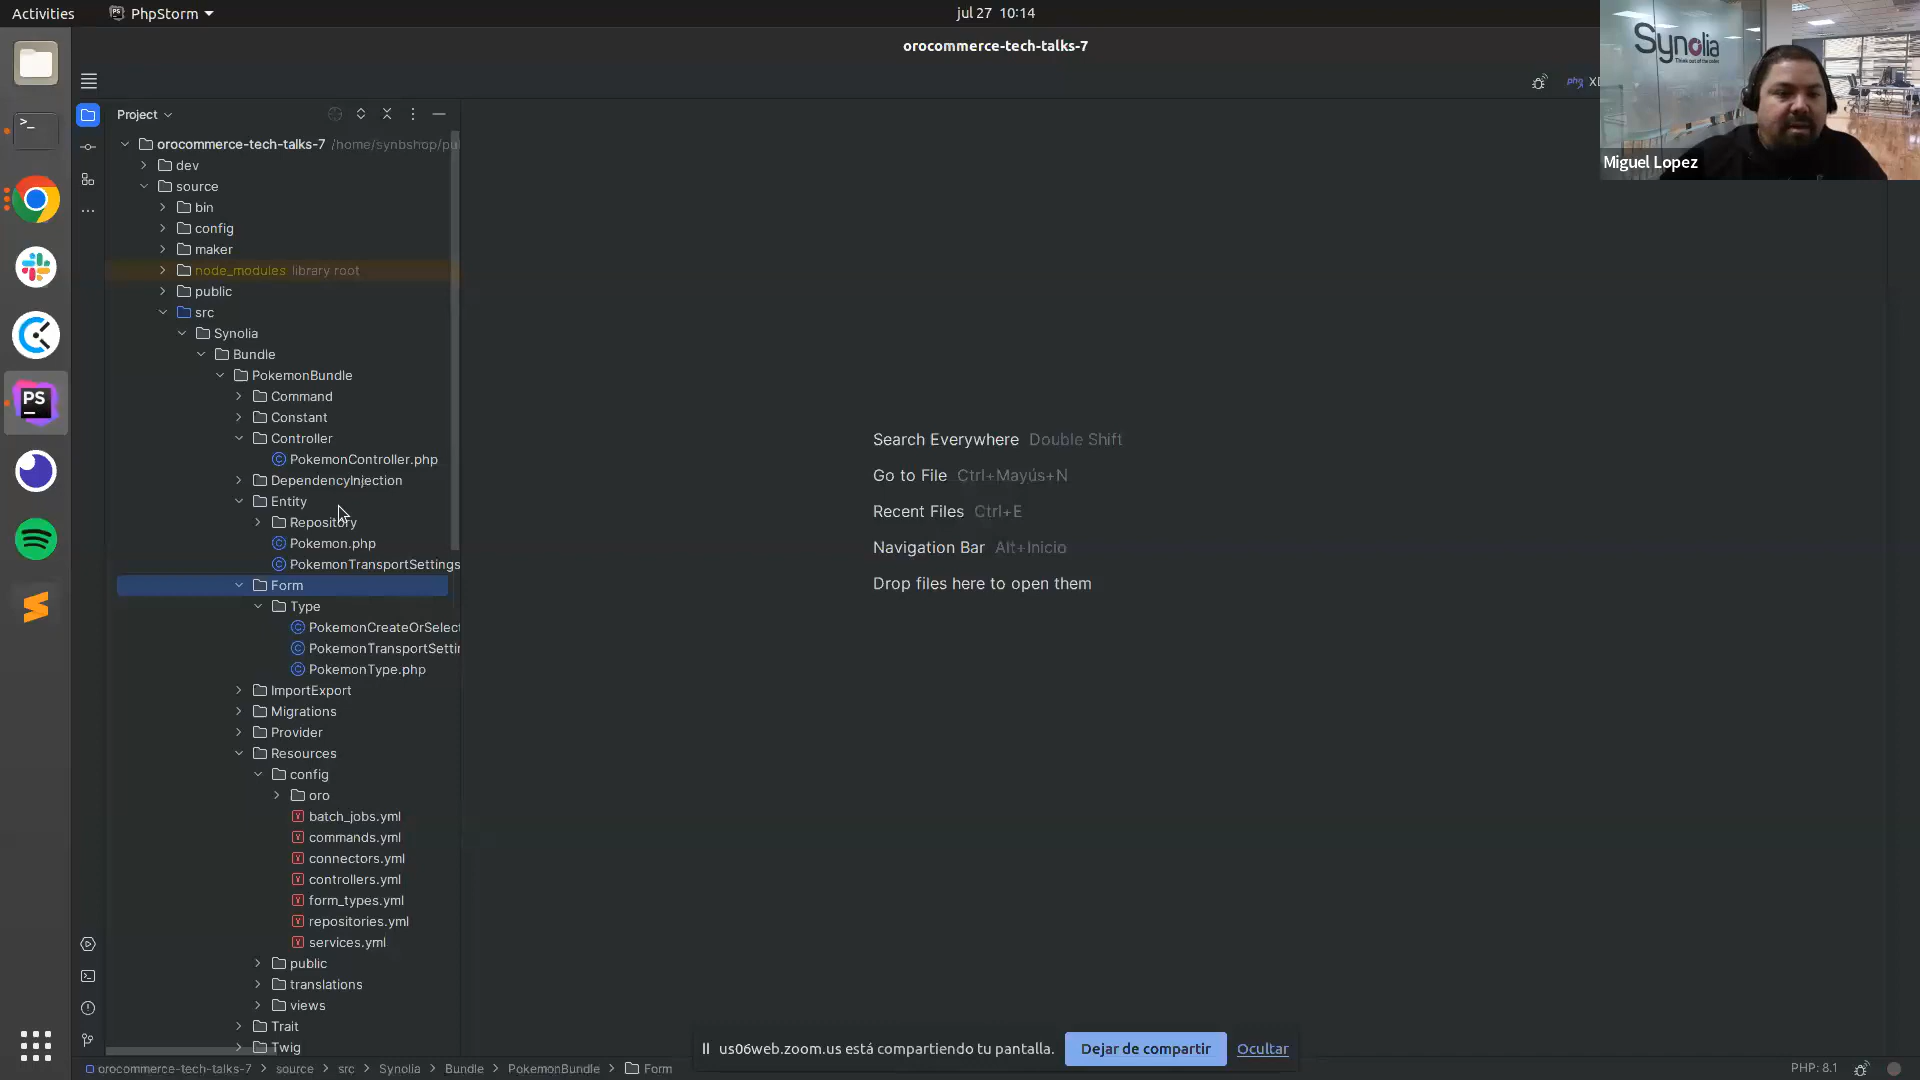 Activities
PhpStorm
jul 27 10:14
orocommerce-tech-talks-7
php
Synolia
Miguel Lopez
Project
orocommerce-tech-talks-7 /home/synbshop/pu
dev
source
bin
config
maker
node_modules library root
public
src
Synolia
Bundle
PokemonBundle
Command
Constant
Controller
PokemonController.php
DependencyInjection
Entity
Repository
Pokemon.php
PokemonTransportSettings
Form
Type
PokemonCreateOrSelect
PokemonTransportSetti
PokemonType.php
ImportExport
Migrations
Provider
Resources
config
oro
batch_jobs.yml
commands.yml
connectors.yml
controllers.yml
form_types.yml
repositories.yml
services.yml
public
translations
views
Trait
Twig
Search Everywhere Double Shift
Go to File Ctrl+Mayús+N
Recent Files Ctrl+E
Navigation Bar Alt+Inicio
Drop files here to open them
PS
us06web.zoom.us está compartiendo tu pantalla.
Dejar de compartir
Ocultar
orocommerce-tech-talks-7 > source > src > Synolia > Bundle > PokemonBundle > Form
PHP: 8.1